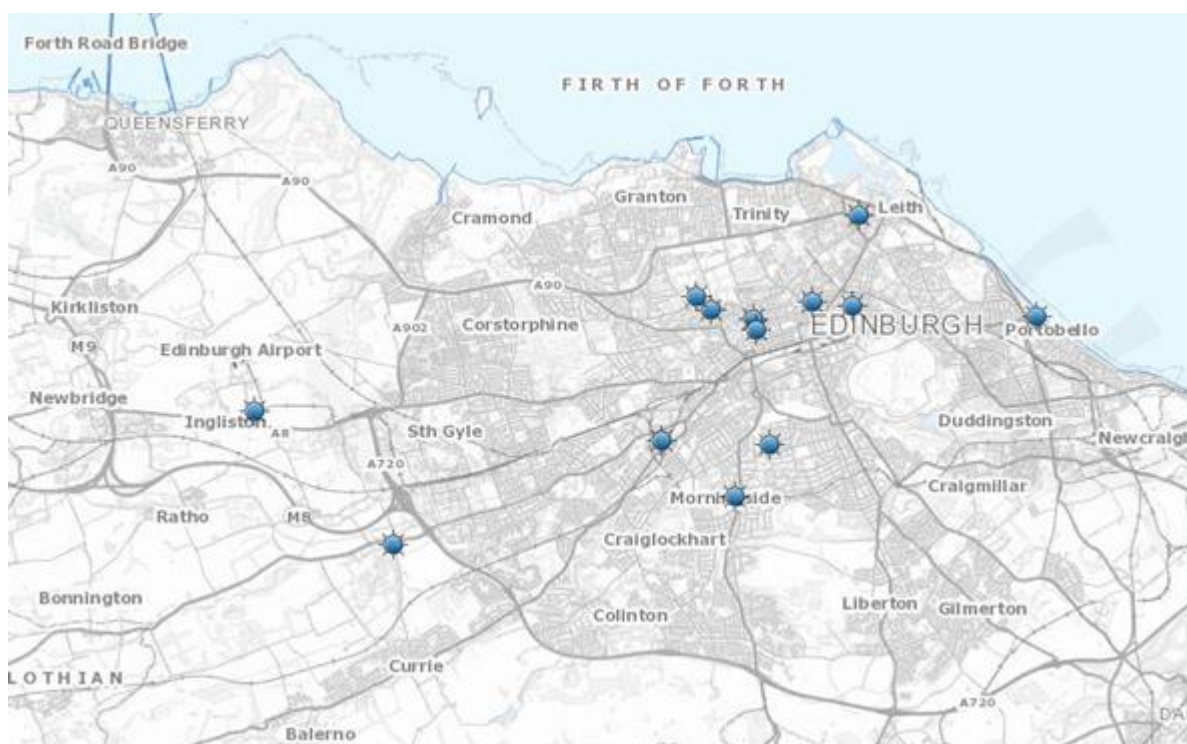 Forth Road Bridge
FIRTH OF FORTH
QUEENSFERRY
A90
A90
Granton
Cramond
Trinity
Leith
A90
Kirkliston
A902
Corstorphine
EDINBURGH
Portobello
M9
Edinburgh Airport
Newbridge
Ingliston
A8
Sth Gyle
Duddingston
Newcraigh
A720
Craigmillar
Ratho
M8
Craiglockhart
Bonnington
Colinton
Liberton
Gilmerton
Currie
LOTHIAN
A720
DA
Balerno